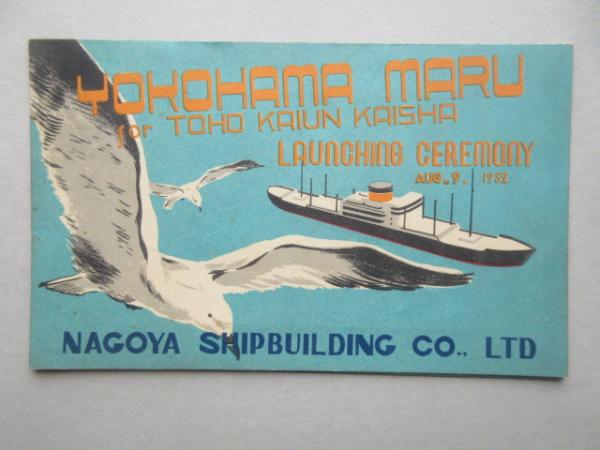 YOKOHAMA MARU
for TOHO KAIUN KAISHA
LAUNCHING CEREMONY
AUG. 9. 1952
NAGOYA SHIPBUILDING CO., LTD